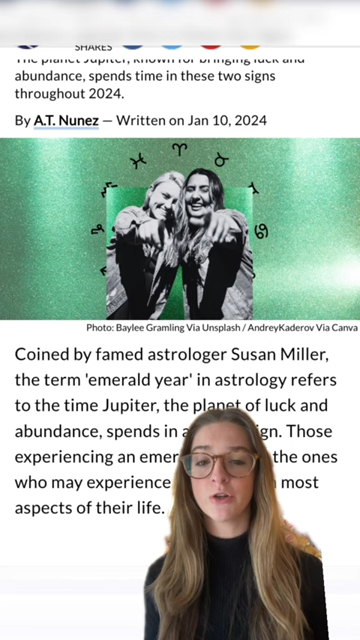 SHARES
The planet Jupiter, known for bringing luck and
abundance, spends time in these two signs
throughout 2024.
By A.T. Nunez — Written on Jan 10, 2024
♓ ♈ ♉
Photo: Baylee Gramling Via Unsplash / AndreyKaderov Via Canva
Coined by famed astrologer Susan Miller,
the term 'emerald year' in astrology refers
to the time Jupiter, the planet of luck and
abundance, spends in a gn. Those
experiencing an emer the ones
who may experience most
aspects of their life.